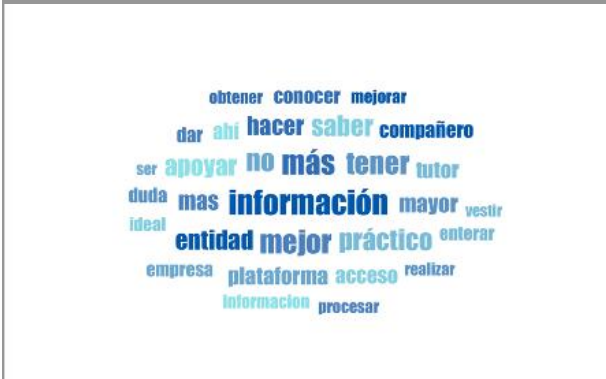 obtener conocer mejorar
dar ahí hacer saber compañero
ser apoyar no más tener tutor
duda mas información mayor vestir
ideal entidad mejor práctico enterar
empresa plataforma acceso realizar
informacion procesar